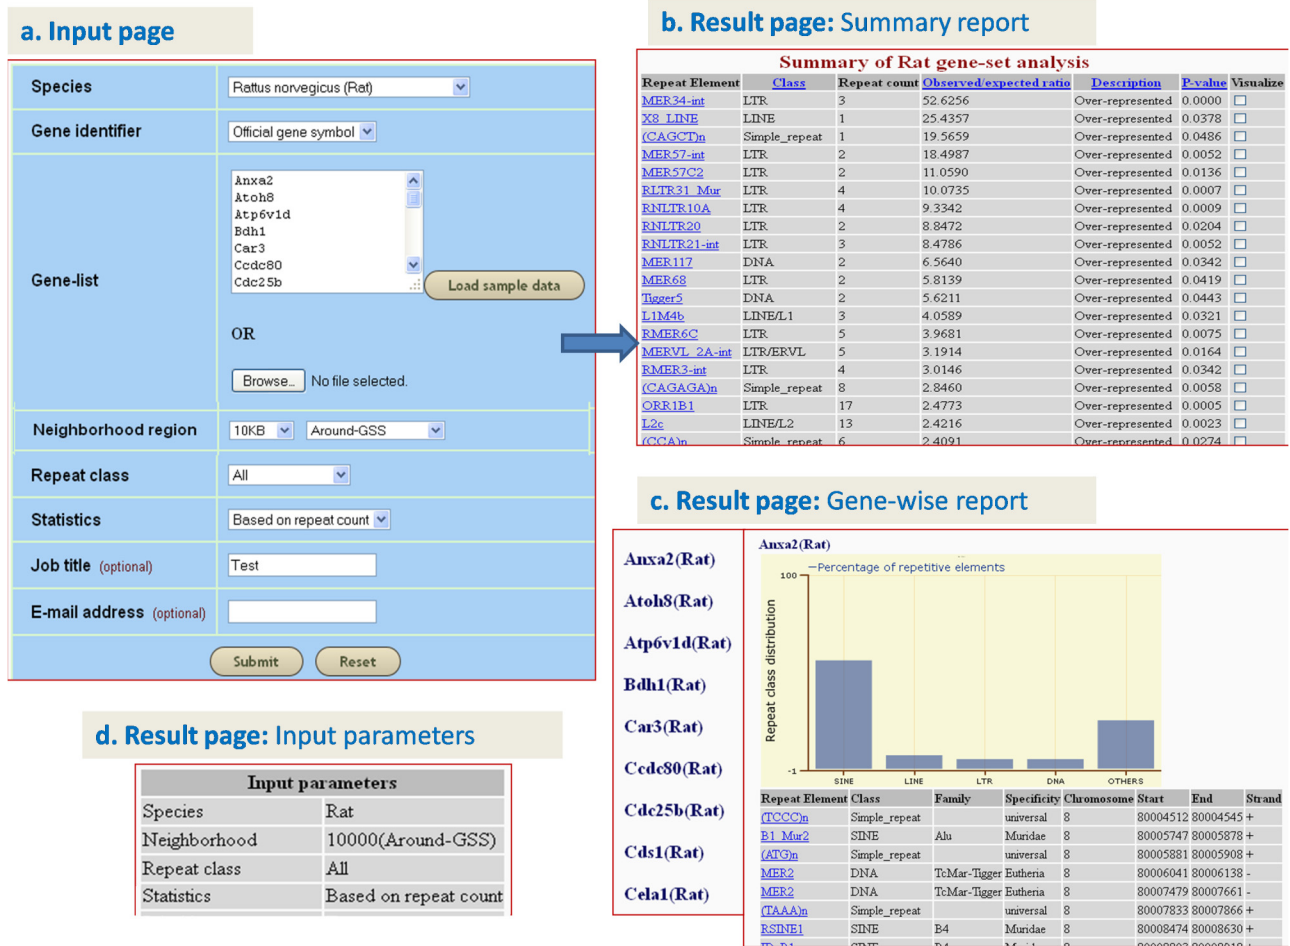 a. Input page
Species
Rattus norvegicus (Rat)
Gene identifier
Official gene symbol
Gene-list
Anxa2
Atoh8
Atp6v1d
Bdh1
Car3
Ccdc80
Cdc25b
Load sample data
OR
Browse... No file selected.
Neighborhood region
10KB Around-GSS
Repeat class
All
Statistics
Based on repeat count
Job title (optional)
Test
E-mail address (optional)
Submit Reset
b. Result page: Summary report
Summary of Rat gene-set analysis
Repeat Element Class Repeat count Observed/expected ratio Description P-value Visualize
MER34-int LTR 3 52.6256 Over-represented 0.0000
X8_LINE LINE 1 25.4357 Over-represented 0.0378
(CAGCT)n Simple_repeat 1 19.5659 Over-represented 0.0486
MER57-int LTR 2 18.4987 Over-represented 0.0052
MER57C2 LTR 2 11.0590 Over-represented 0.0136
RLTR31_Mur LTR 4 10.0735 Over-represented 0.0007
RNLTR10A LTR 4 9.3342 Over-represented 0.0009
RNLTR20 LTR 2 8.8472 Over-represented 0.0204
RNLTR21-int LTR 3 8.4786 Over-represented 0.0052
MER117 DNA 2 6.5640 Over-represented 0.0342
MER68 LTR 2 5.8139 Over-represented 0.0419
Tigger5 DNA 2 5.6211 Over-represented 0.0443
L1M4b LINE/L1 3 4.0589 Over-represented 0.0321
RMER6C LTR 5 3.9681 Over-represented 0.0075
MERVL_2A-int LTR/ERVL 5 3.1914 Over-represented 0.0164
RMER3-int LTR 4 3.0146 Over-represented 0.0342
(CAGAGA)n Simple_repeat 8 2.8460 Over-represented 0.0058
ORR1B1 LTR 17 2.4773 Over-represented 0.0005
L2c LINE/L2 13 2.4216 Over-represented 0.0023
(CCA)n Simple_repeat 6 2.4091 Over-represented 0.0274
c. Result page: Gene-wise report
Anxa2(Rat)
Atoh8(Rat)
Atp6v1d(Rat)
Bdh1(Rat)
Car3(Rat)
Ccdc80(Rat)
Cdc25b(Rat)
Cds1(Rat)
Cela1(Rat)
Anxa2(Rat)
Percentage of repetitive elements
100
Repeat class distribution
-1
SINE LINE LTR DNA OTHERS
Repeat Element Class Family Specificity Chromosome Start End Strand
(TCCC)n Simple_repeat universal 8 80004512 80004545 +
B1_Mur2 SINE Alu Muridae 8 80005747 80005878 +
(ATG)n Simple_repeat universal 8 80005881 80005908 +
MER2 DNA TcMar-Tigger Eutheria 8 80006041 80006138 -
MER2 DNA TcMar-Tigger Eutheria 8 80007479 80007661 -
(TAAA)n Simple_repeat universal 8 80007833 80007866 +
RSINE1 SINE B4 Muridae 8 80008474 80008630 +
d. Result page: Input parameters
Input parameters
Species Rat
Neighborhood 10000(Around-GSS)
Repeat class All
Statistics Based on repeat count